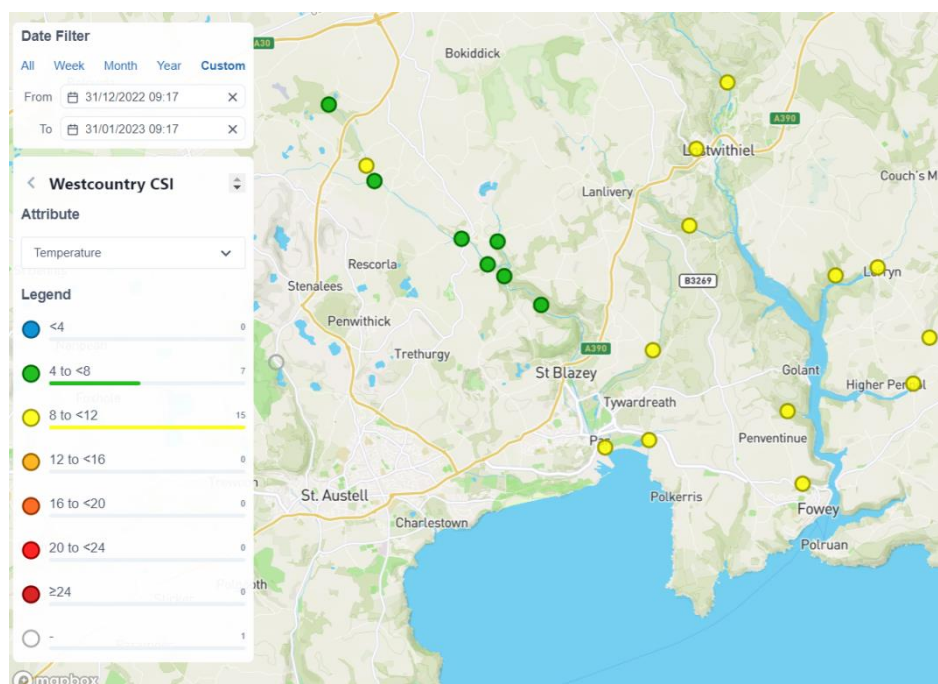 Date Filter
All Week Month Year Custom
From 31/12/2022 09:17
To 31/01/2023 09:17
Westcountry CSI
Attribute
Temperature
Legend
<4 0
4 to <8 7
8 to <12 15
12 to <16 0
16 to <20 0
20 to <24 0
≥24 0
- 1
A30
Bokiddick
A390
Lostwithiel
Couch's M
Lanlivery
Rescorla
Stenalees
B3269
Lerryn
Penwithick
A390
Trethurgy
St Blazey
Golant
Higher Penpol
Tywardreath
Par
Penventinue
St. Austell
Polkerris
Fowey
Charlestown
Polruan
mapbox